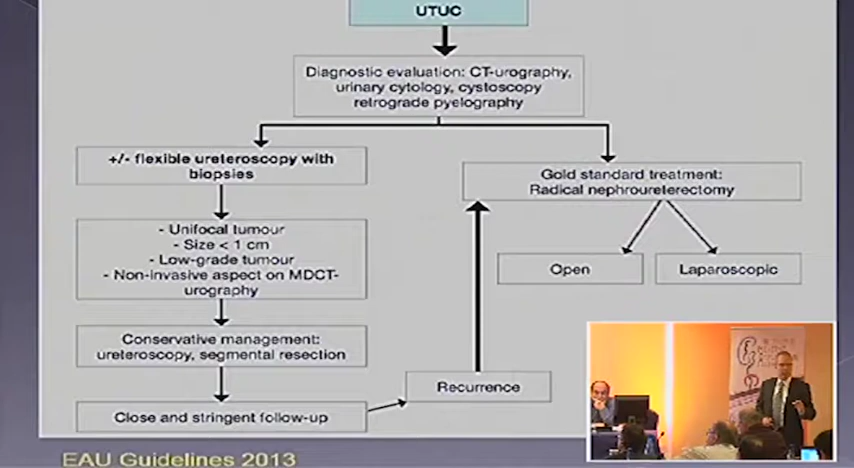 UTUC
Diagnostic evaluation: CT-urography,
urinary cytology, cystoscopy
retrograde pyelography
+/- flexible ureteroscopy with
biopsies
Gold standard treatment:
Radical nephroureterectomy
- Unifocal tumour
- Size < 1 cm
- Low-grade tumour
- Non-invasive aspect on MDCT-
urography
Open
Laparoscopic
Conservative management:
ureteroscopy, segmental resection
Recurrence
Close and stringent follow-up
EAU Guidelines 2013